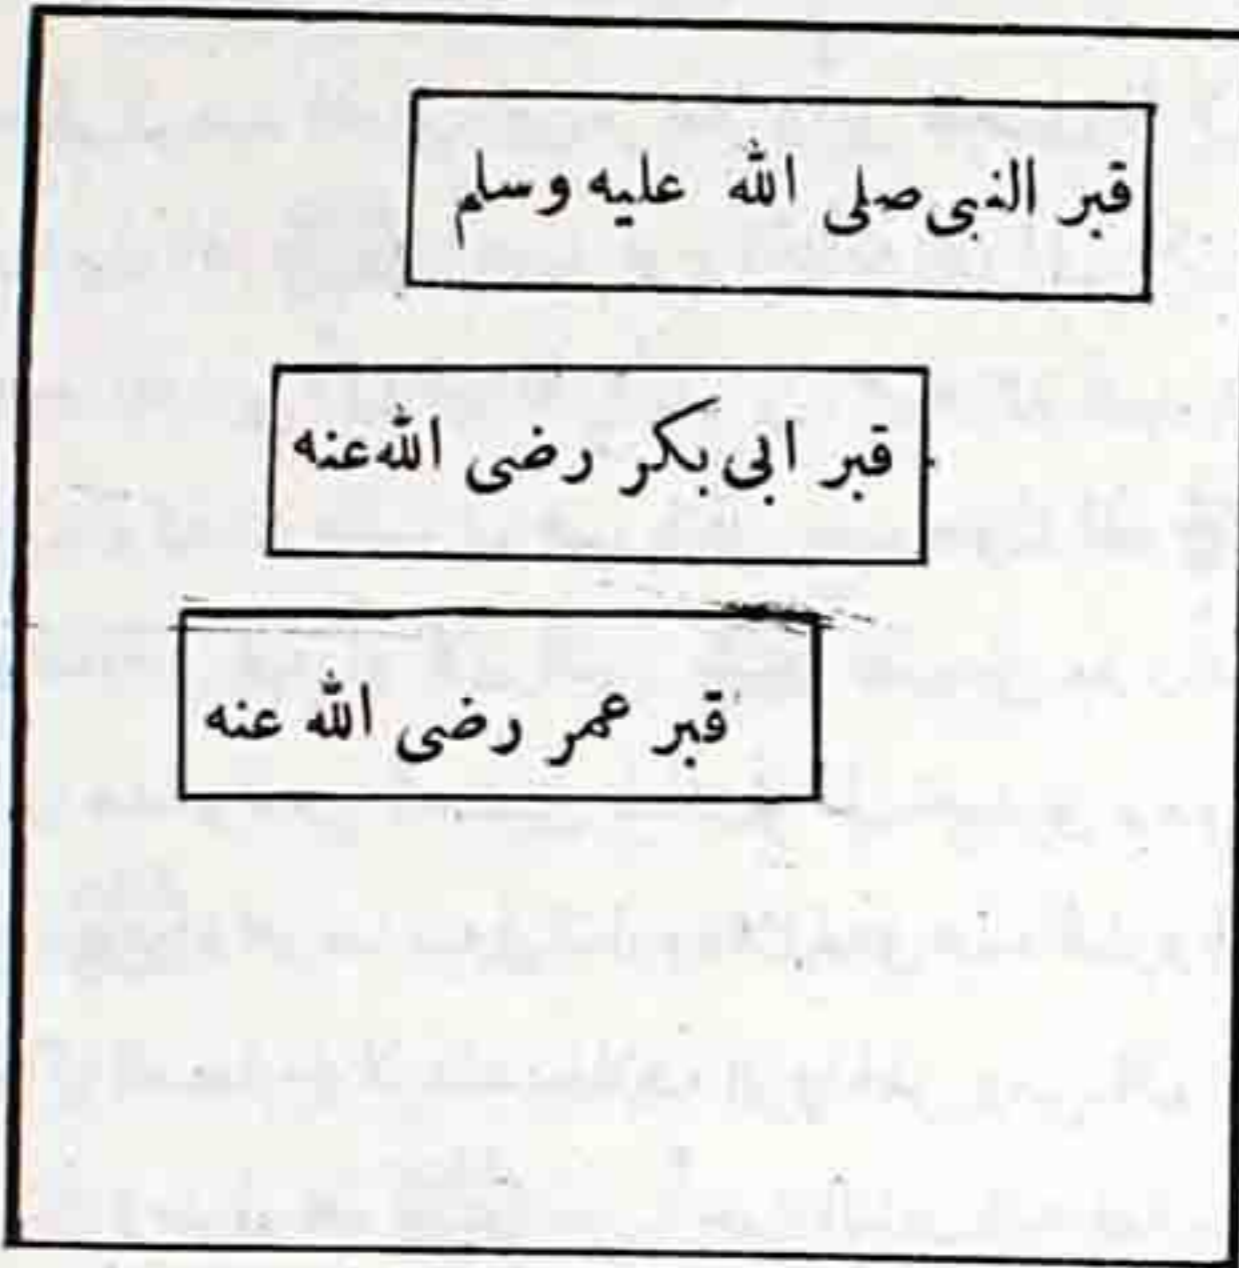 قبر النبی صلی الله علیه وسلم
قبر ابی بکر رضی الله عنه
قبر عمر رضی الله عنه